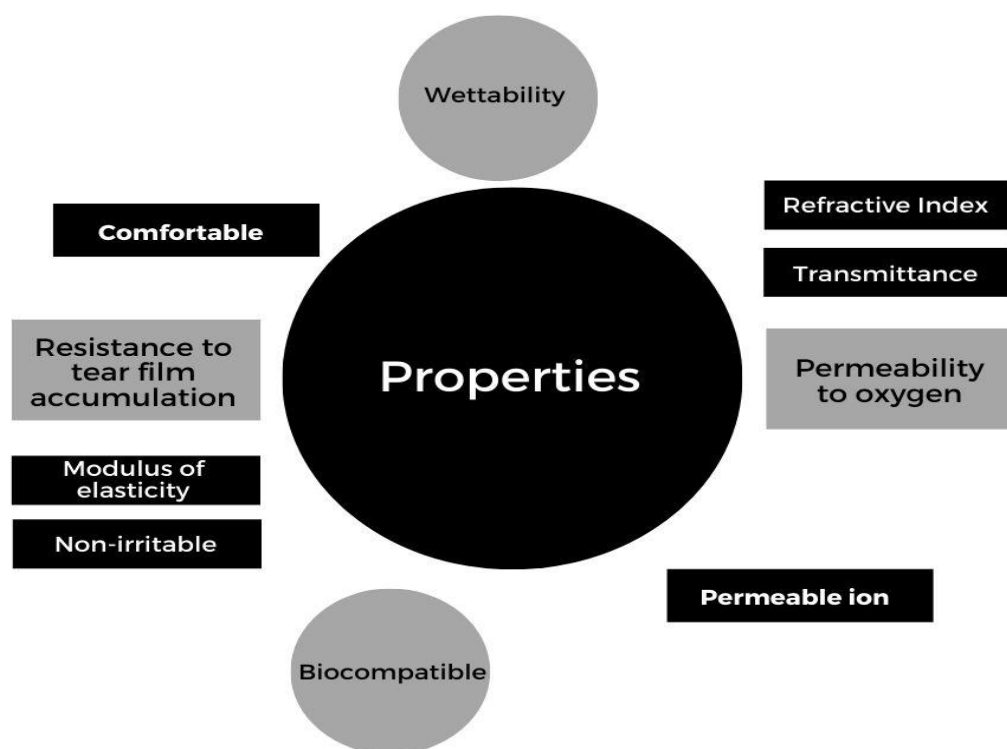 Wettability
Comfortable
Refractive Index
Transmittance
Resistance to
tear film
accumulation
Properties
Permeability
to oxygen
Modulus of
elasticity
Non-irritable
Permeable ion
Biocompatible